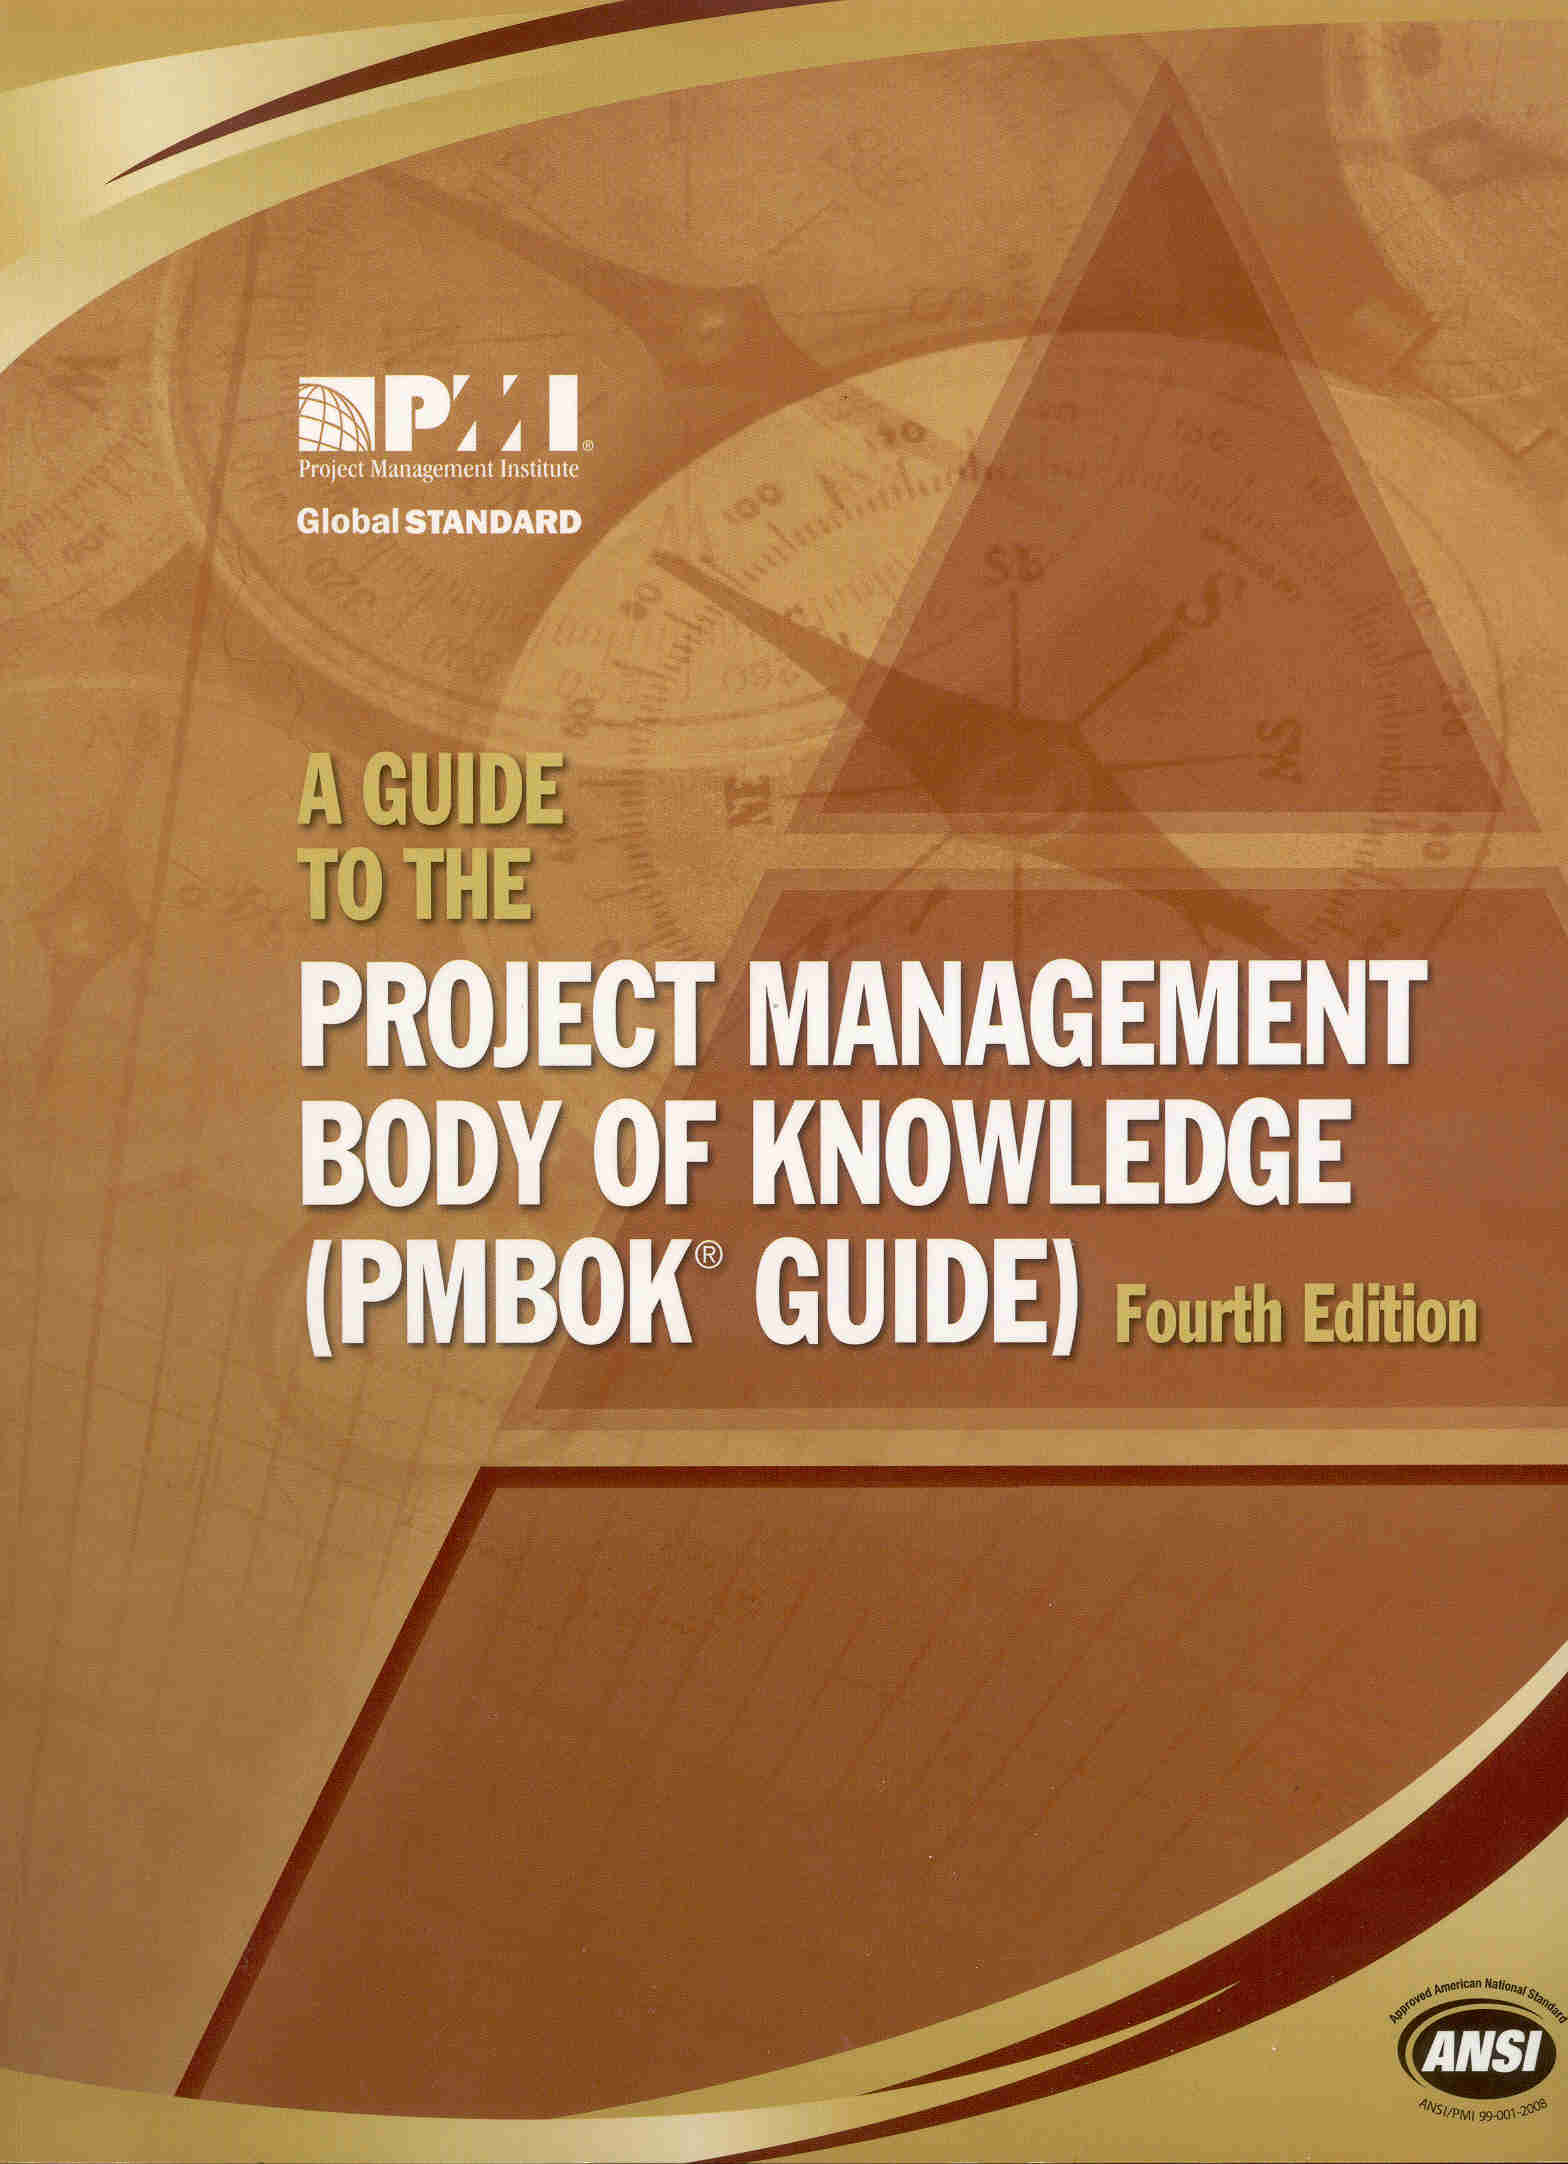 PMI®
Project Management Institute
Global STANDARD
A GUIDE
TO THE
PROJECT MANAGEMENT
BODY OF KNOWLEDGE
(PMBOK® GUIDE) Fourth Edition
Approved American National Standard
ANSI
ANSI/PMI 99-001-2008